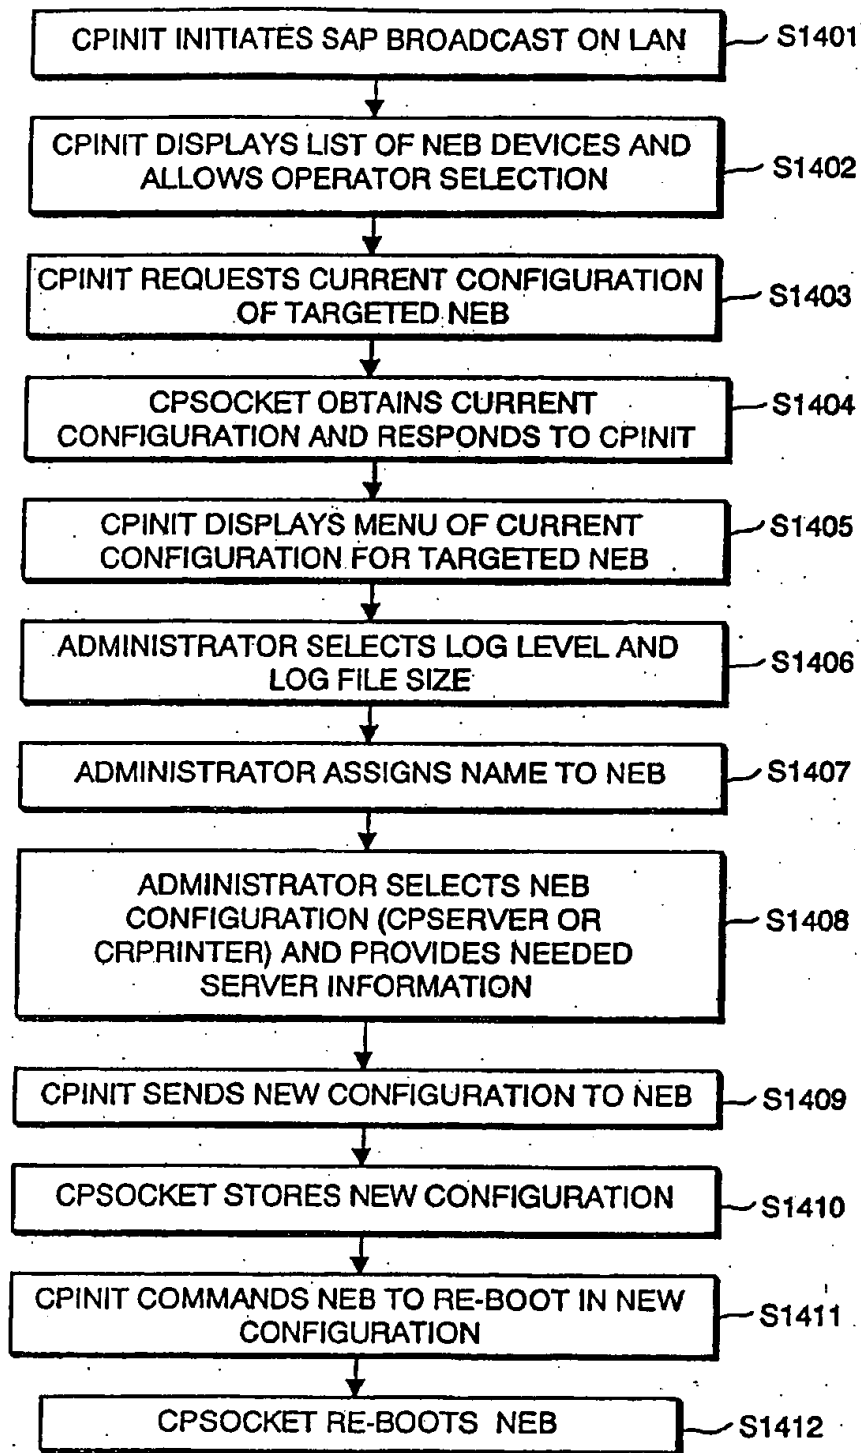 CPINIT INITIATES SAP BROADCAST ON LAN
S1401
CPINIT DISPLAYS LIST OF NEB DEVICES AND
ALLOWS OPERATOR SELECTION
S1402
CPINIT REQUESTS CURRENT CONFIGURATION
OF TARGETED NEB
S1403
CPSOCKET OBTAINS CURRENT
CONFIGURATION AND RESPONDS TO CPINIT
S1404
CPINIT DISPLAYS MENU OF CURRENT
CONFIGURATION FOR TARGETED NEB
S1405
ADMINISTRATOR SELECTS LOG LEVEL AND
LOG FILE SIZE
S1406
ADMINISTRATOR ASSIGNS NAME TO NEB
S1407
ADMINISTRATOR SELECTS NEB
CONFIGURATION (CPSERVER OR
CRPRINTER) AND PROVIDES NEEDED
SERVER INFORMATION
S1408
CPINIT SENDS NEW CONFIGURATION TO NEB
S1409
CPSOCKET STORES NEW CONFIGURATION
S1410
CPINIT COMMANDS NEB TO RE-BOOT IN NEW
CONFIGURATION
S1411
CPSOCKET RE-BOOTS NEB
S1412